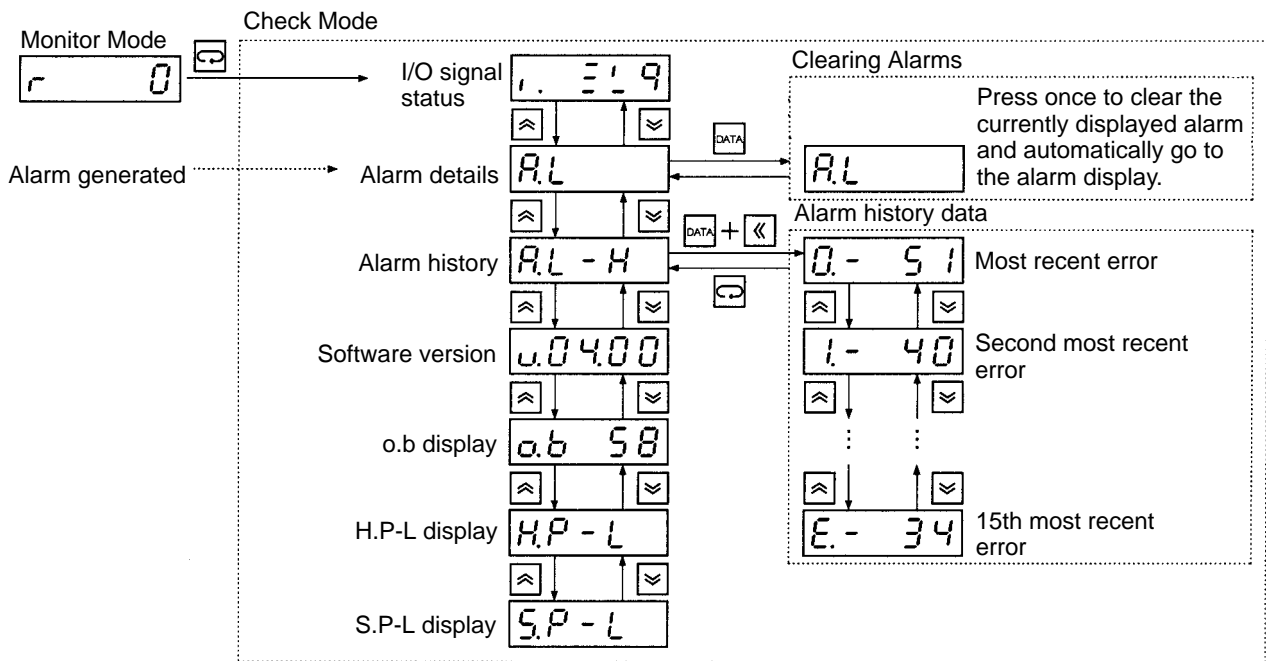 Check Mode
Monitor Mode
r 0
I/O signal status
Clearing Alarms
DATA
Press once to clear the
currently displayed alarm
and automatically go to
the alarm display.
A.L
Alarm generated
Alarm details
A.L
Alarm history data
DATA +
Alarm history
A.L - H
0.- 51
Most recent error
Software version
u.04.00
1.- 40
Second most recent
error
o.b display
o.b 58
H.P-L display
H.P - L
E.- 34
15th most recent
error
S.P-L display
S.P - L